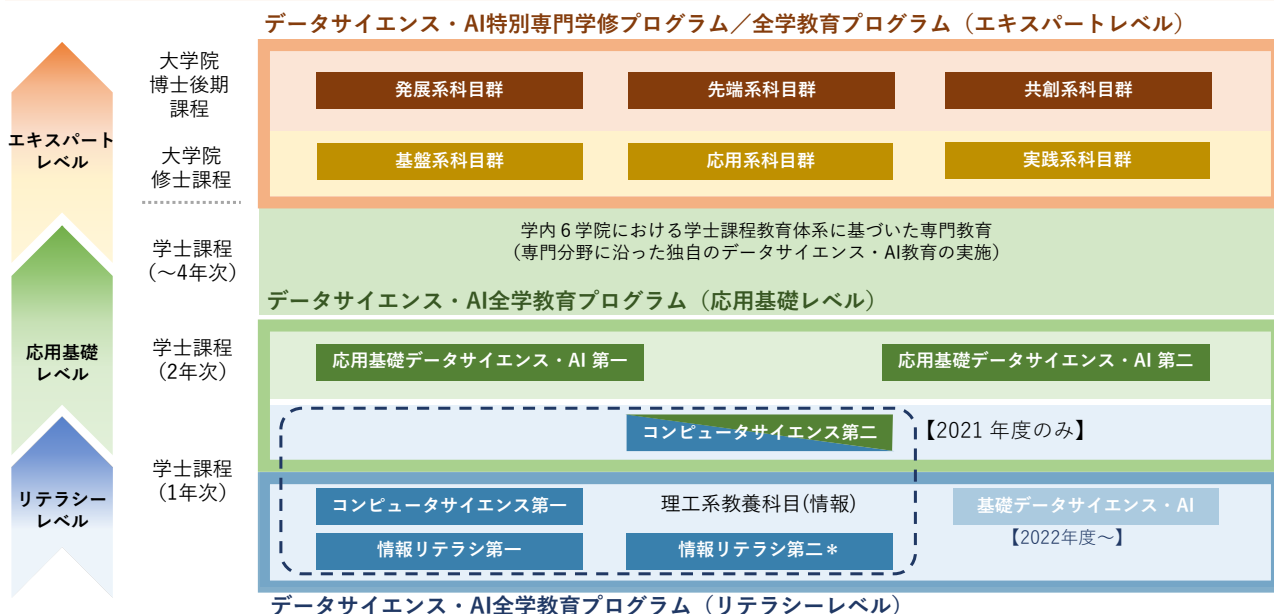 データサイエンス・AI特別専門学修プログラム／全学教育プログラム（エキスパートレベル）
エキスパート
レベル
大学院
博士後期
課程
発展系科目群
先端系科目群
共創系科目群
大学院
修士課程
基盤系科目群
応用系科目群
実践系科目群
学士課程
（～4年次）
学内６学院における学士課程教育体系に基づいた専門教育
（専門分野に沿った独自のデータサイエンス・AI教育の実施）
データサイエンス・AI全学教育プログラム（応用基礎レベル）
応用基礎
レベル
学士課程
（2年次）
応用基礎データサイエンス・AI 第一
応用基礎データサイエンス・AI 第二
コンピュータサイエンス第二
【2021 年度のみ】
リテラシー
レベル
学士課程
（1年次）
コンピュータサイエンス第一
理工系教養科目(情報)
基礎データサイエンス・AI
【2022年度～】
情報リテラシ第一
情報リテラシ第二＊
データサイエンス・AI全学教育プログラム（リテラシーレベル）